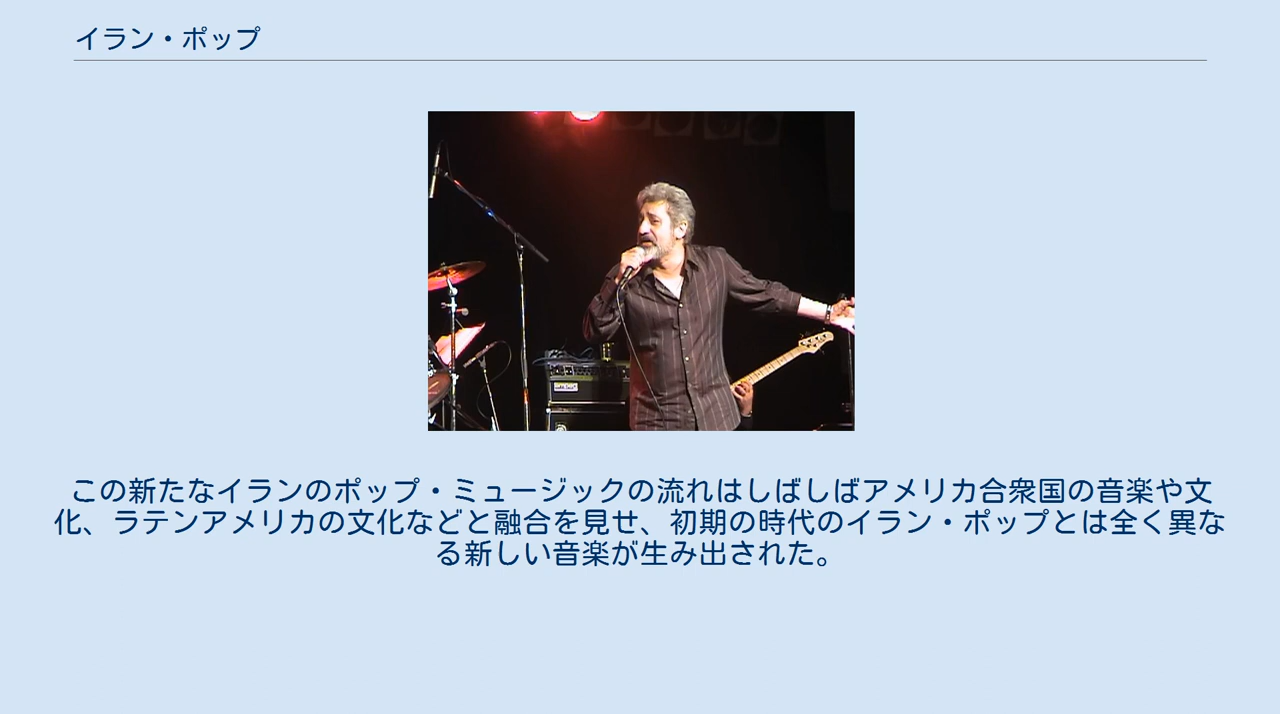 イラン・ポップ
この新たなイランのポップ・ミュージックの流れはしばしばアメリカ合衆国の音楽や文
化、ラテンアメリカの文化などと融合を見せ、初期の時代のイラン・ポップとは全く異な
る新しい音楽が生み出された。